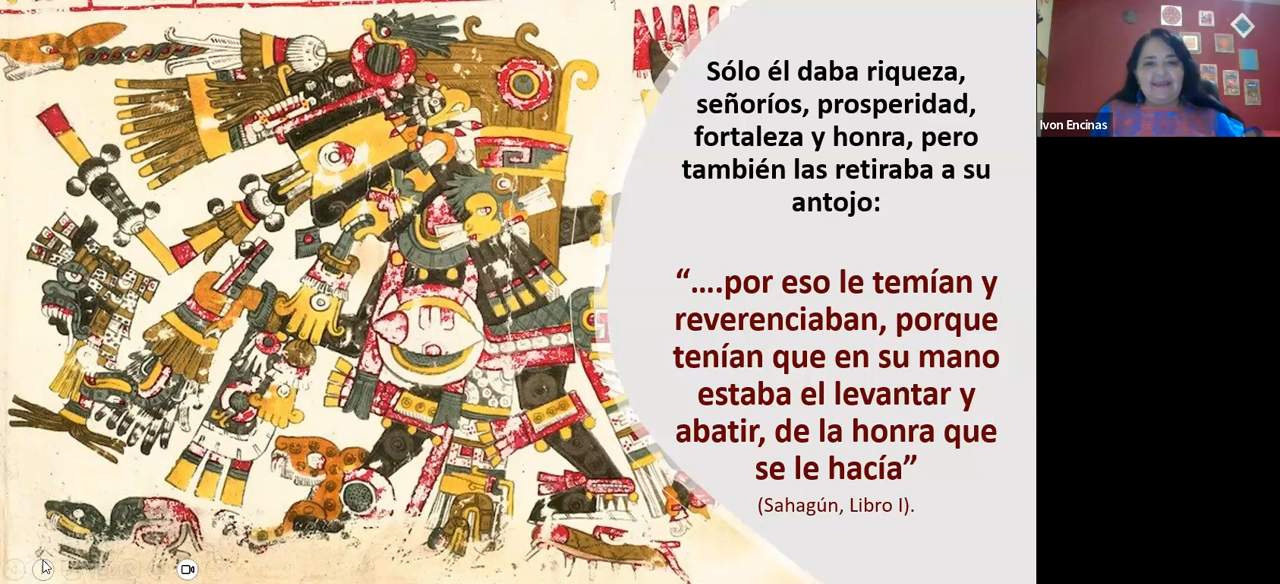 Sólo él daba riqueza,
señoríos, prosperidad,
fortaleza y honra, pero
también las retiraba a su
antojo:
“….por eso le temían y
reverenciaban, porque
tenían que en su mano
estaba el levantar y
abatir, de la honra que
se le hacía”
(Sahagún, Libro I).
Ivon Encinas